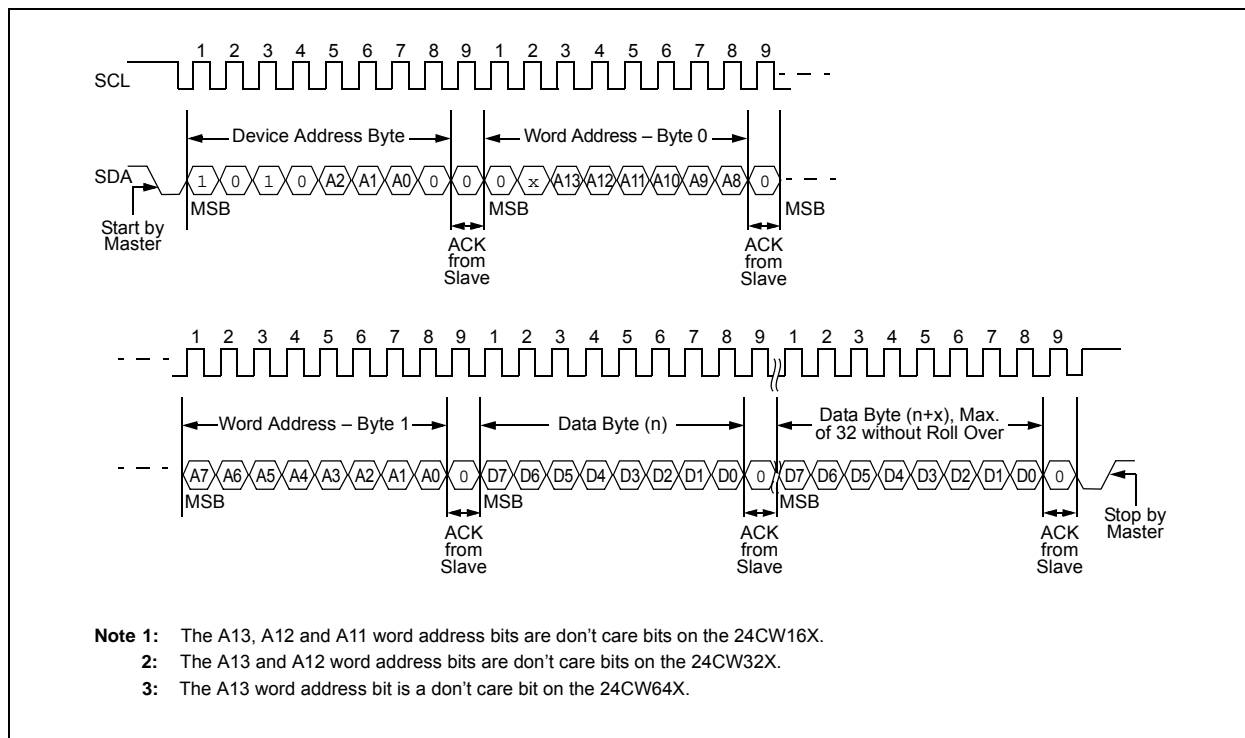 1 2 3 4 5 6 7 8 9 1 2 3 4 5 6 7 8 9
SCL
Device Address Byte Word Address – Byte 0
SDA 1 0 1 0 A2 A1 A0 0 0 0 x A13 A12 A11 A10 A9 A8 0
MSB MSB MSB
Start by
Master
ACK
from
Slave
ACK
from
Slave
1 2 3 4 5 6 7 8 9 1 2 3 4 5 6 7 8 9 1 2 3 4 5 6 7 8 9
Word Address – Byte 1 Data Byte (n) Data Byte (n+x), Max.
of 32 without Roll Over
A7 A6 A5 A4 A3 A2 A1 A0 0 D7 D6 D5 D4 D3 D2 D1 D0 0 D7 D6 D5 D4 D3 D2 D1 D0 0
MSB MSB MSB
ACK
from
Slave
ACK
from
Slave
ACK
from
Slave
Stop by
Master
Note 1: The A13, A12 and A11 word address bits are don't care bits on the 24CW16X.
2: The A13 and A12 word address bits are don't care bits on the 24CW32X.
3: The A13 word address bit is a don't care bit on the 24CW64X.